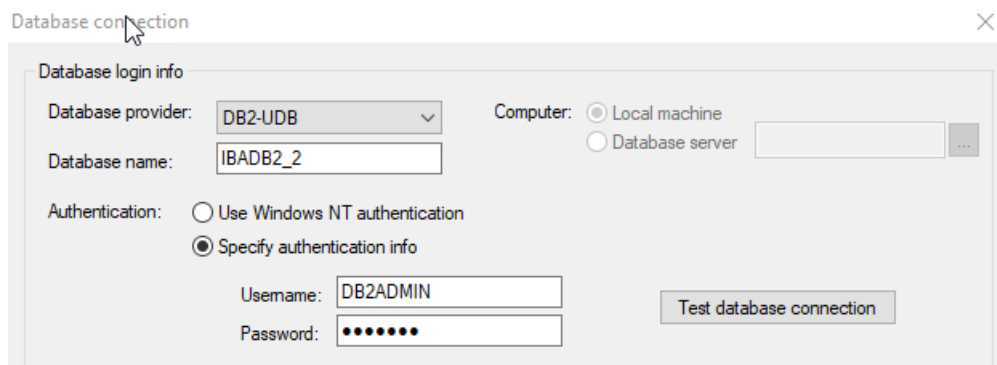 Database connection
Database login info
Database provider: DB2-UDB Computer: Local machine
Database server ...
Database name: IBADB2_2
Authentication: Use Windows NT authentication
Specify authentication info
Username: DB2ADMIN
Test database connection
Password: •••••••